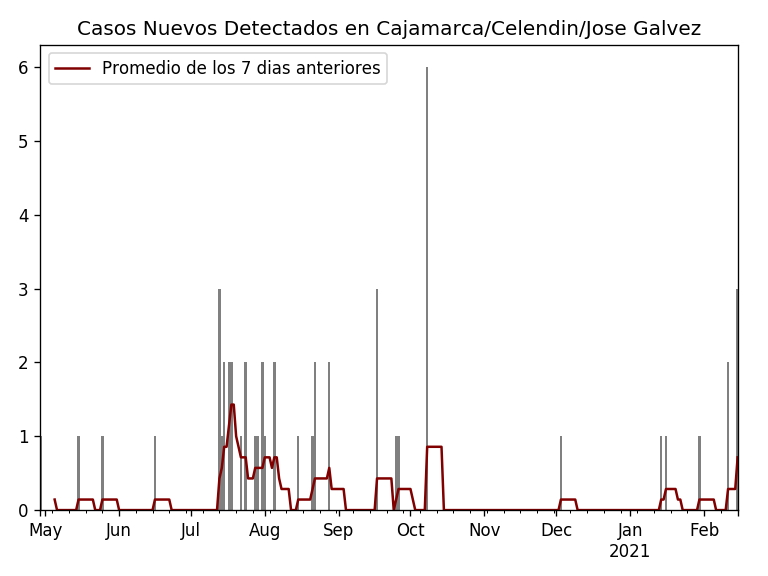 Casos Nuevos Detectados en Cajamarca/Celendin/Jose Galvez
Promedio de los 7 dias anteriores
6
5
4
3
2
1
0
May Jun Jul Aug Sep Oct Nov Dec Jan Feb
2021